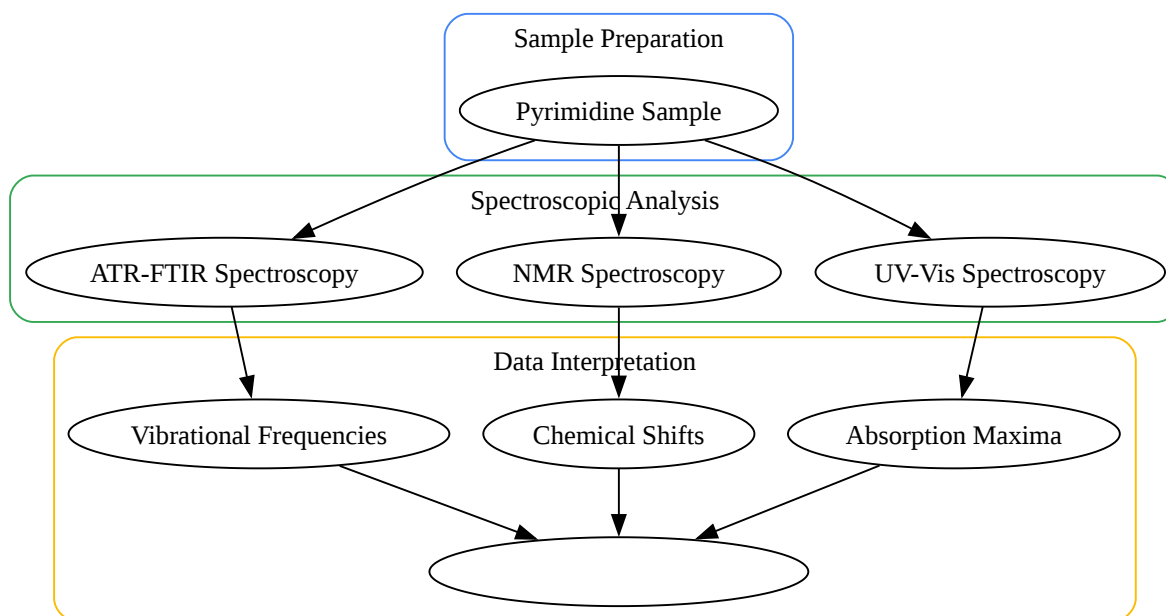 Sample Preparation
Pyrimidine Sample
Spectroscopic Analysis
ATR-FTIR Spectroscopy
NMR Spectroscopy
UV-Vis Spectroscopy
Data Interpretation
Vibrational Frequencies
Chemical Shifts
Absorption Maxima